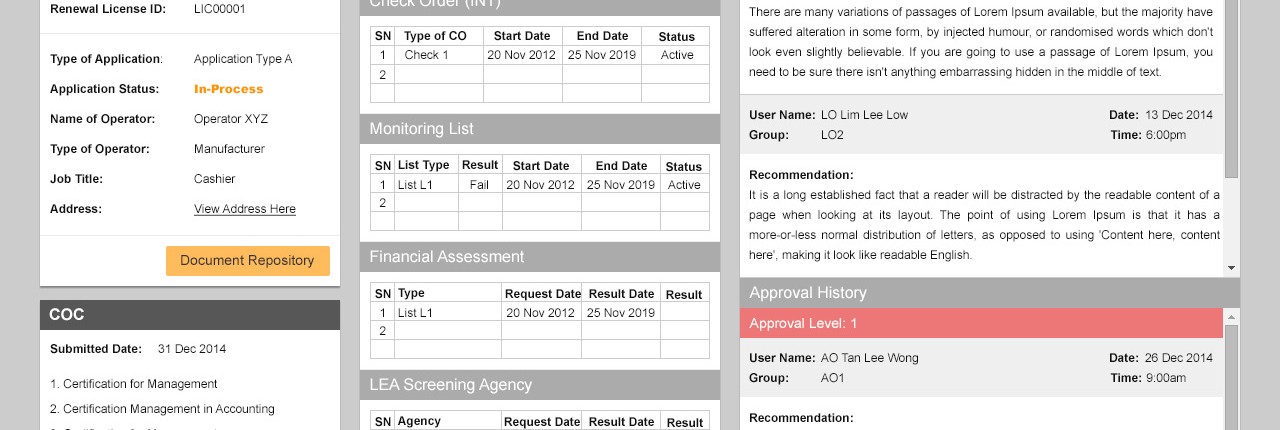 Renewal License ID: LIC00001
Type of Application: Application Type A
Application Status: In-Process
Name of Operator: Operator XYZ
Type of Operator: Manufacturer
Job Title: Cashier
Address: View Address Here
Document Repository
COC
Submitted Date: 31 Dec 2014
1. Certification for Management
2. Certification Management in Accounting
Check Order (INT)
SN Type of CO Start Date End Date Status
1 Check 1 20 Nov 2012 25 Nov 2019 Active
2
Monitoring List
SN List Type Result Start Date End Date Status
1 List L1 Fail 20 Nov 2012 25 Nov 2019 Active
2
Financial Assessment
SN Type Request Date Result Date Result
1 List L1 20 Nov 2012 25 Nov 2019
2
LEA Screening Agency
SN Agency Request Date Result Date Result
There are many variations of passages of Lorem Ipsum available, but the majority have
suffered alteration in some form, by injected humour, or randomised words which don't
look even slightly believable. If you are going to use a passage of Lorem Ipsum, you
need to be sure there isn't anything embarrassing hidden in the middle of text.
User Name: LO Lim Lee Low Date: 13 Dec 2014
Group: LO2 Time: 6:00pm
Recommendation:
It is a long established fact that a reader will be distracted by the readable content of a
page when looking at its layout. The point of using Lorem Ipsum is that it has a
more-or-less normal distribution of letters, as opposed to using 'Content here, content
here', making it look like readable English.
Approval History
Approval Level: 1
User Name: AO Tan Lee Wong Date: 26 Dec 2014
Group: AO1 Time: 9:00am
Recommendation: